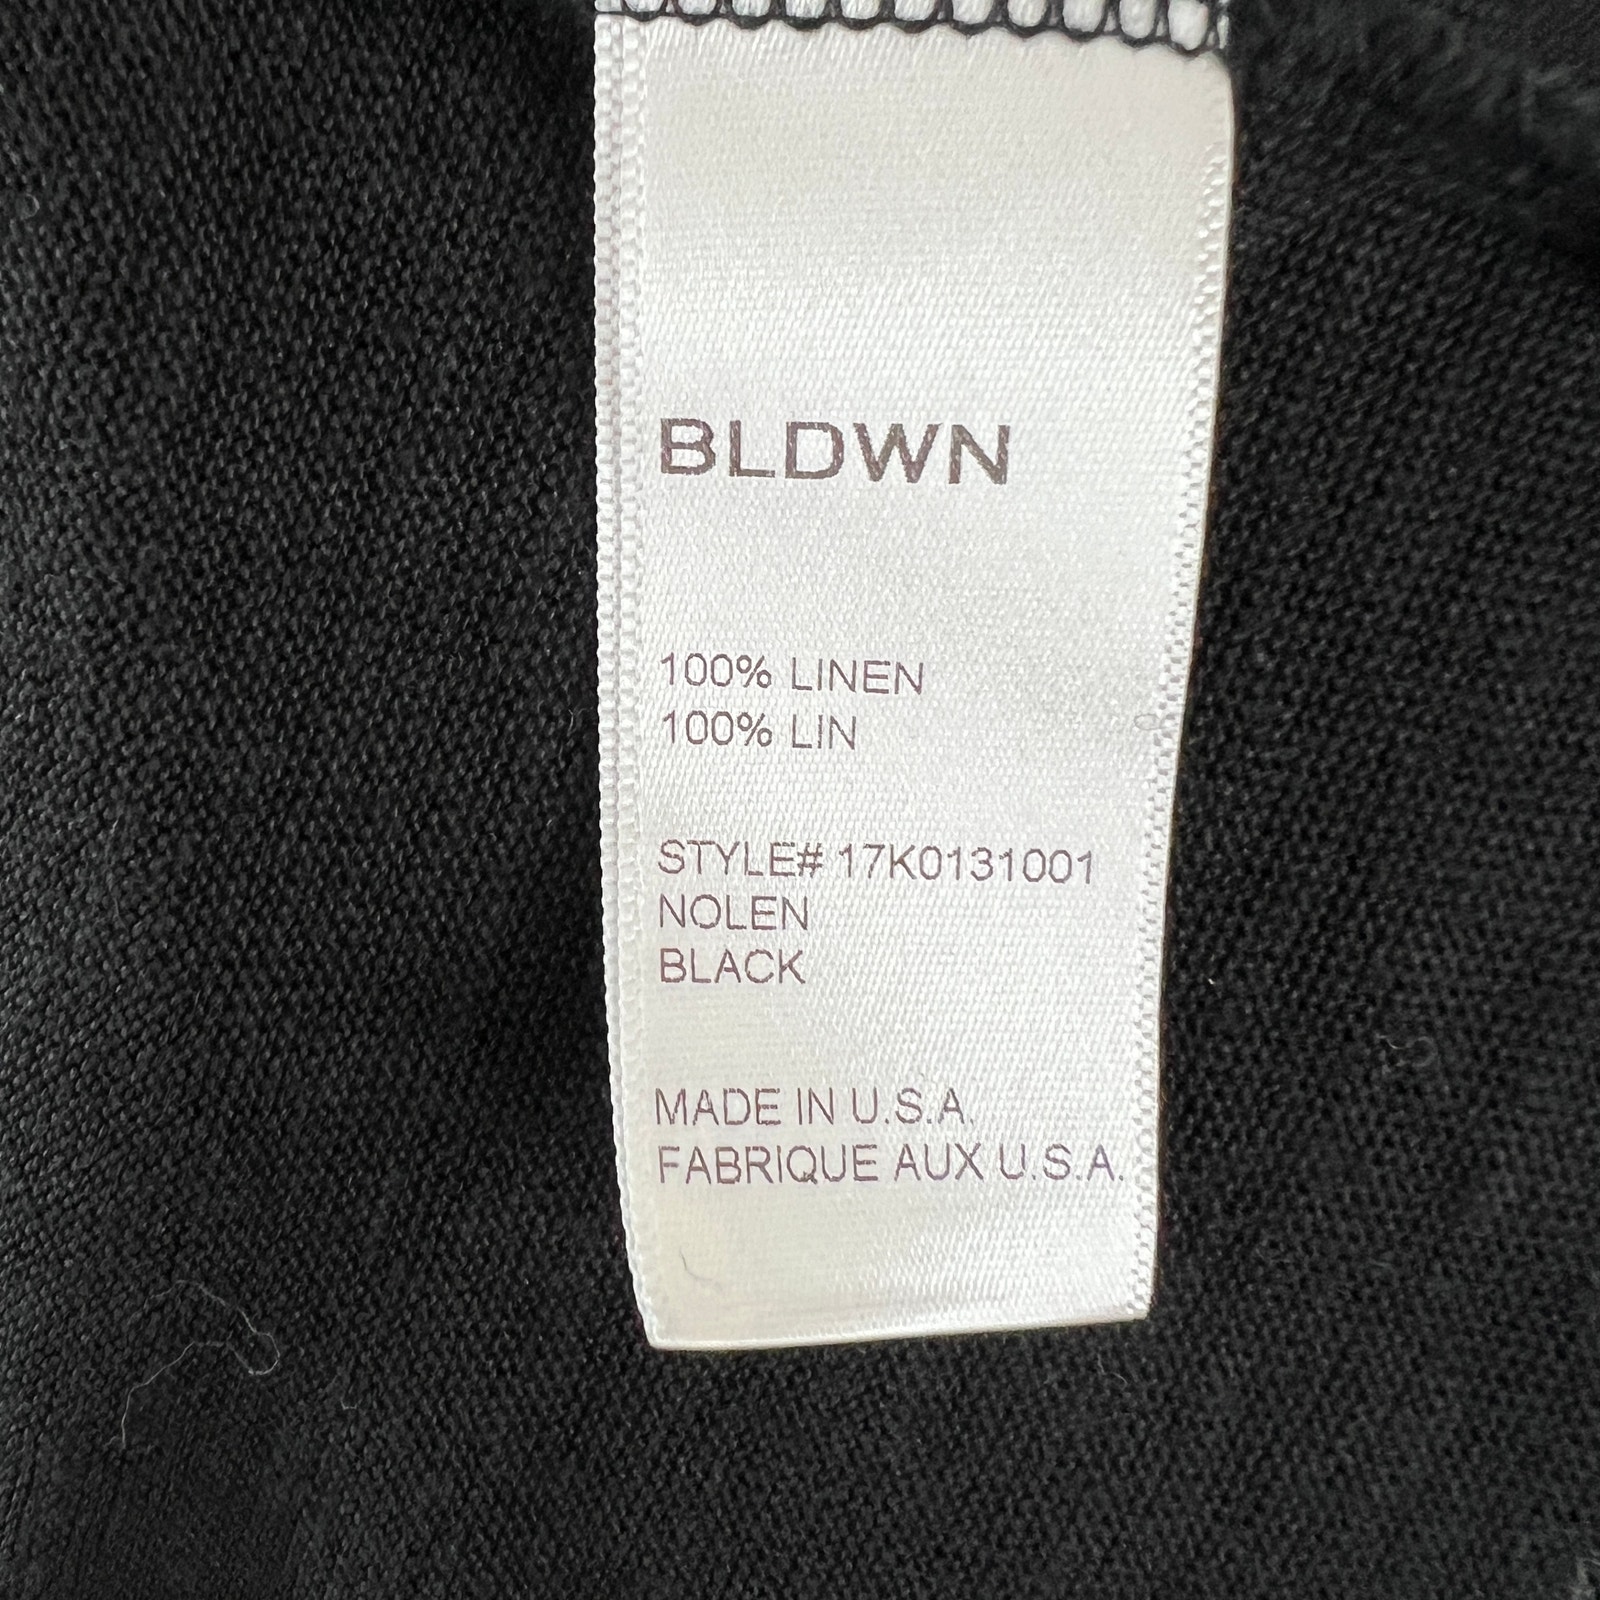 BLDWN
100% LINEN
100% LIN
STYLE# 17K0131001
NOLEN
BLACK
MADE IN U.S.A.
FABRIQUE AUX U.S.A.